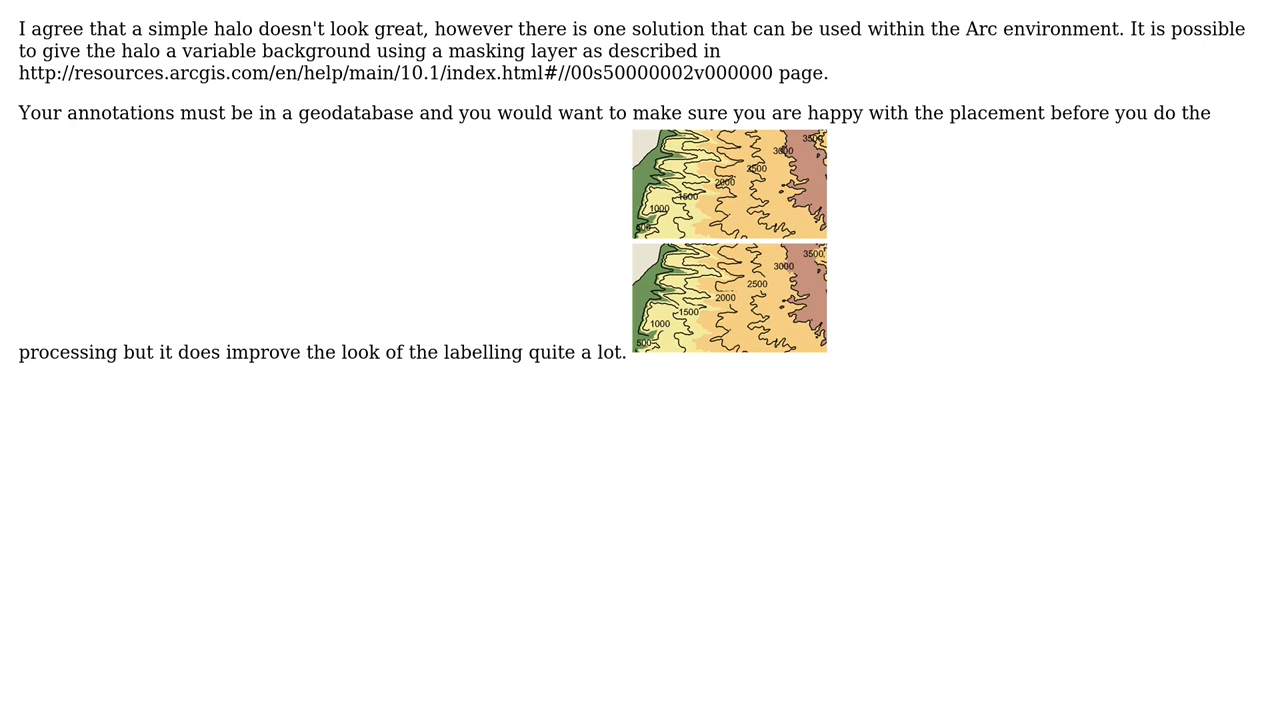 I agree that a simple halo doesn't look great, however there is one solution that can be used within the Arc environment. It is possible
to give the halo a variable background using a masking layer as described in
http://resources.arcgis.com/en/help/main/10.1/index.html#//00s50000002v000000 page.
Your annotations must be in a geodatabase and you would want to make sure you are happy with the placement before you do the
3500
3000
2500
2000
1500
1000
500
3500
3000
2500
2000
1500
1000
500
processing but it does improve the look of the labelling quite a lot.